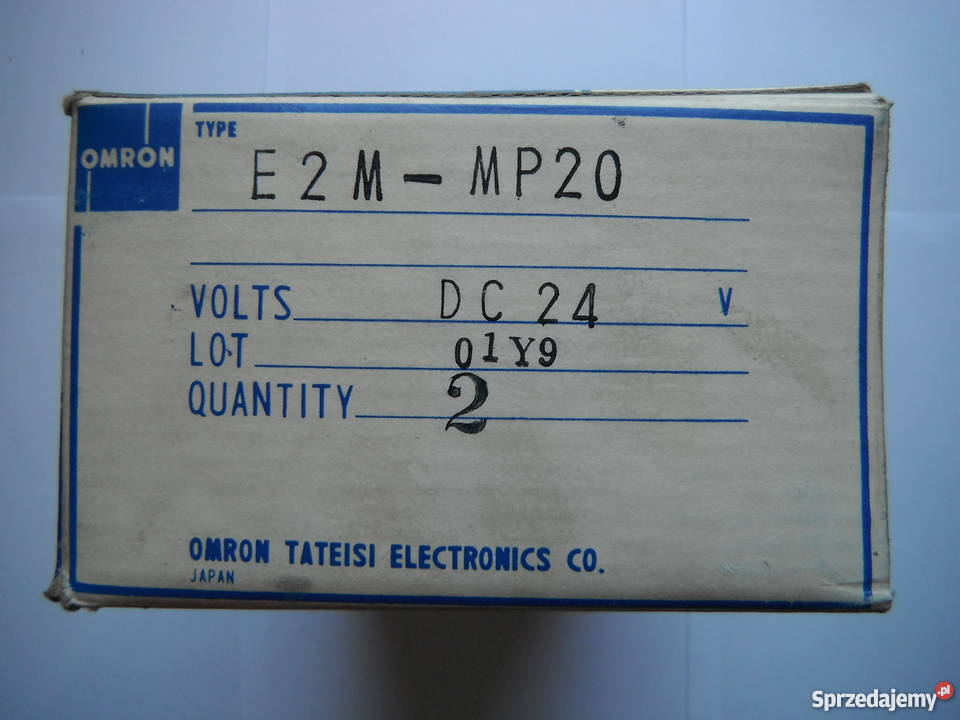 OMRON
TYPE
E2M-MP20
VOLTS DC 24 V
LOT 01Y9
QUANTITY 2
OMRON TATEISI ELECTRONICS CO.
JAPAN
Sprzedajemy.pl